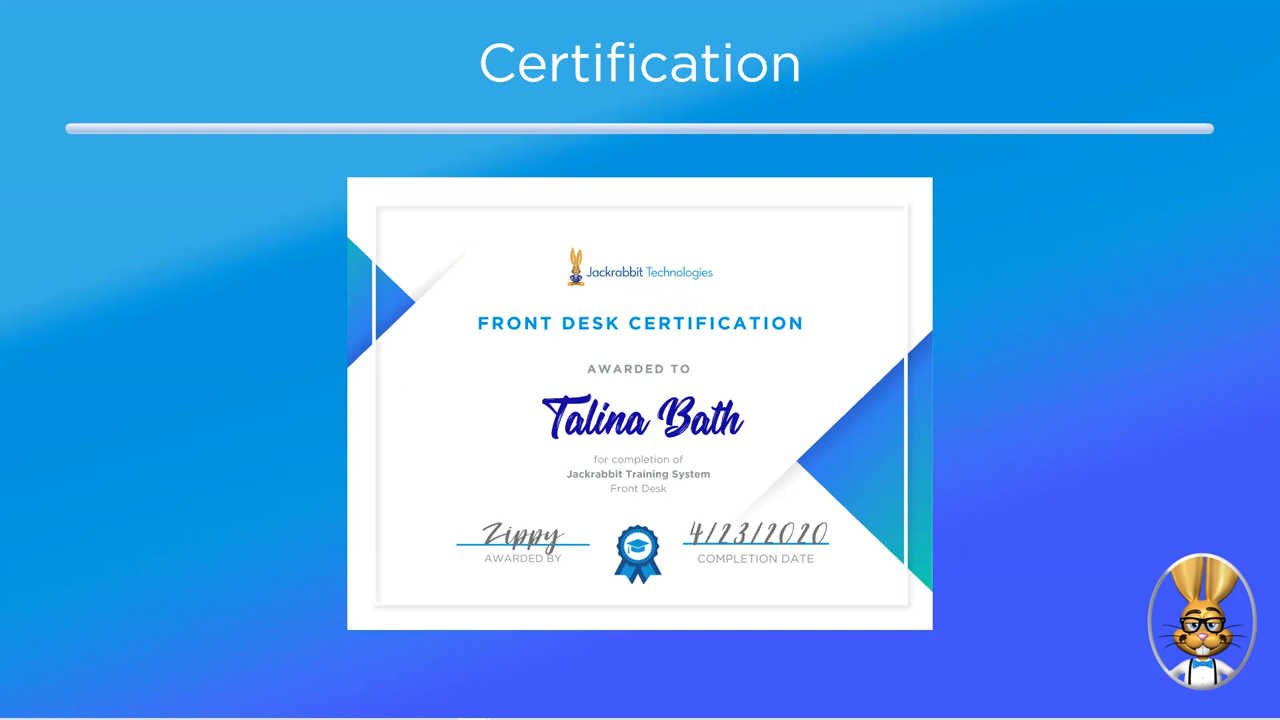 Certification
Jackrabbit Technologies
FRONT DESK CERTIFICATION
AWARDED TO
Talina Bath
for completion of
Jackrabbit Training System
Front Desk
Zippy
4/23/2020
AWARDED BY
COMPLETION DATE